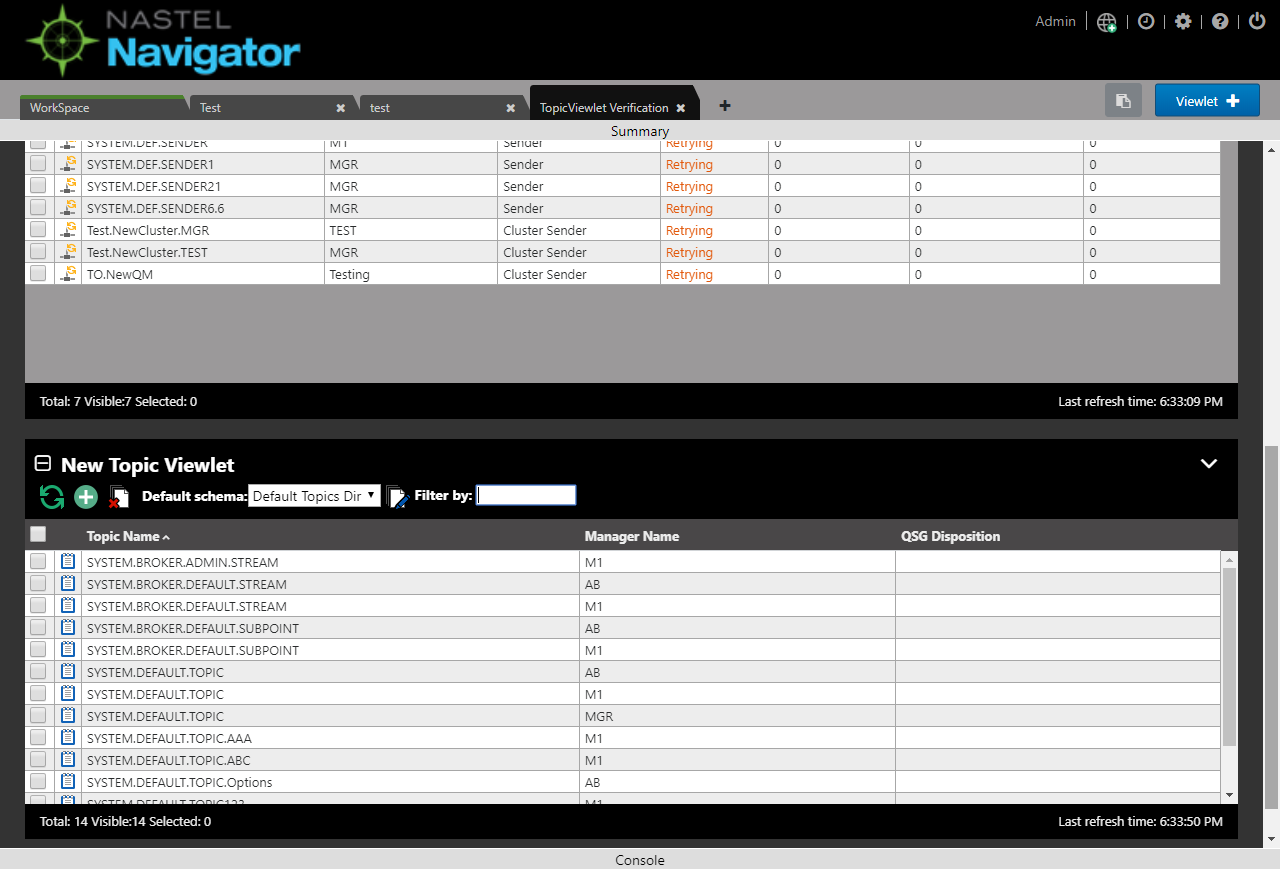 NASTEL
Navigator
Admin
WorkSpace Test test TopicViewlet Verification Viewlet
Summary
SYSTEM.DEF.SENDER M1 Sender Retrying 0 0 0
SYSTEM.DEF.SENDER1 MGR Sender Retrying 0 0 0
SYSTEM.DEF.SENDER21 MGR Sender Retrying 0 0 0
SYSTEM.DEF.SENDER6.6 MGR Sender Retrying 0 0 0
Test.NewCluster.MGR TEST Cluster Sender Retrying 0 0 0
Test.NewCluster.TEST MGR Cluster Sender Retrying 0 0 0
TO.NewQM Testing Cluster Sender Retrying 0 0 0
Total: 7 Visible:7 Selected: 0 Last refresh time: 6:33:09 PM
New Topic Viewlet
Default schema: Default Topics Dir Filter by:
Topic Name Manager Name QSG Disposition
SYSTEM.BROKER.ADMIN.STREAM M1
SYSTEM.BROKER.DEFAULT.STREAM AB
SYSTEM.BROKER.DEFAULT.STREAM M1
SYSTEM.BROKER.DEFAULT.SUBPOINT AB
SYSTEM.BROKER.DEFAULT.SUBPOINT M1
SYSTEM.DEFAULT.TOPIC AB
SYSTEM.DEFAULT.TOPIC M1
SYSTEM.DEFAULT.TOPIC MGR
SYSTEM.DEFAULT.TOPIC.AAA M1
SYSTEM.DEFAULT.TOPIC.ABC M1
SYSTEM.DEFAULT.TOPIC.Options AB
Total: 14 Visible:14 Selected: 0 Last refresh time: 6:33:50 PM
Console